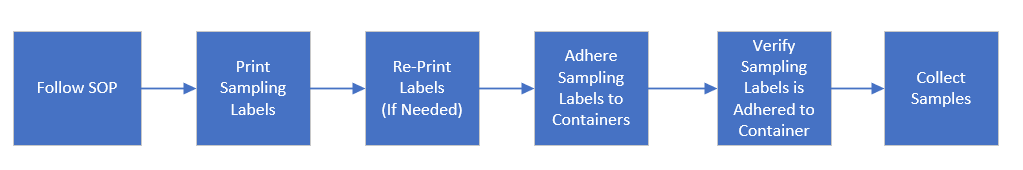 Follow SOP
Print
Sampling
Labels
Re-Print
Labels
(If Needed)
Adhere
Sampling
Labels to
Containers
Verify
Sampling
Labels is
Adhered to
Container
Collect
Samples